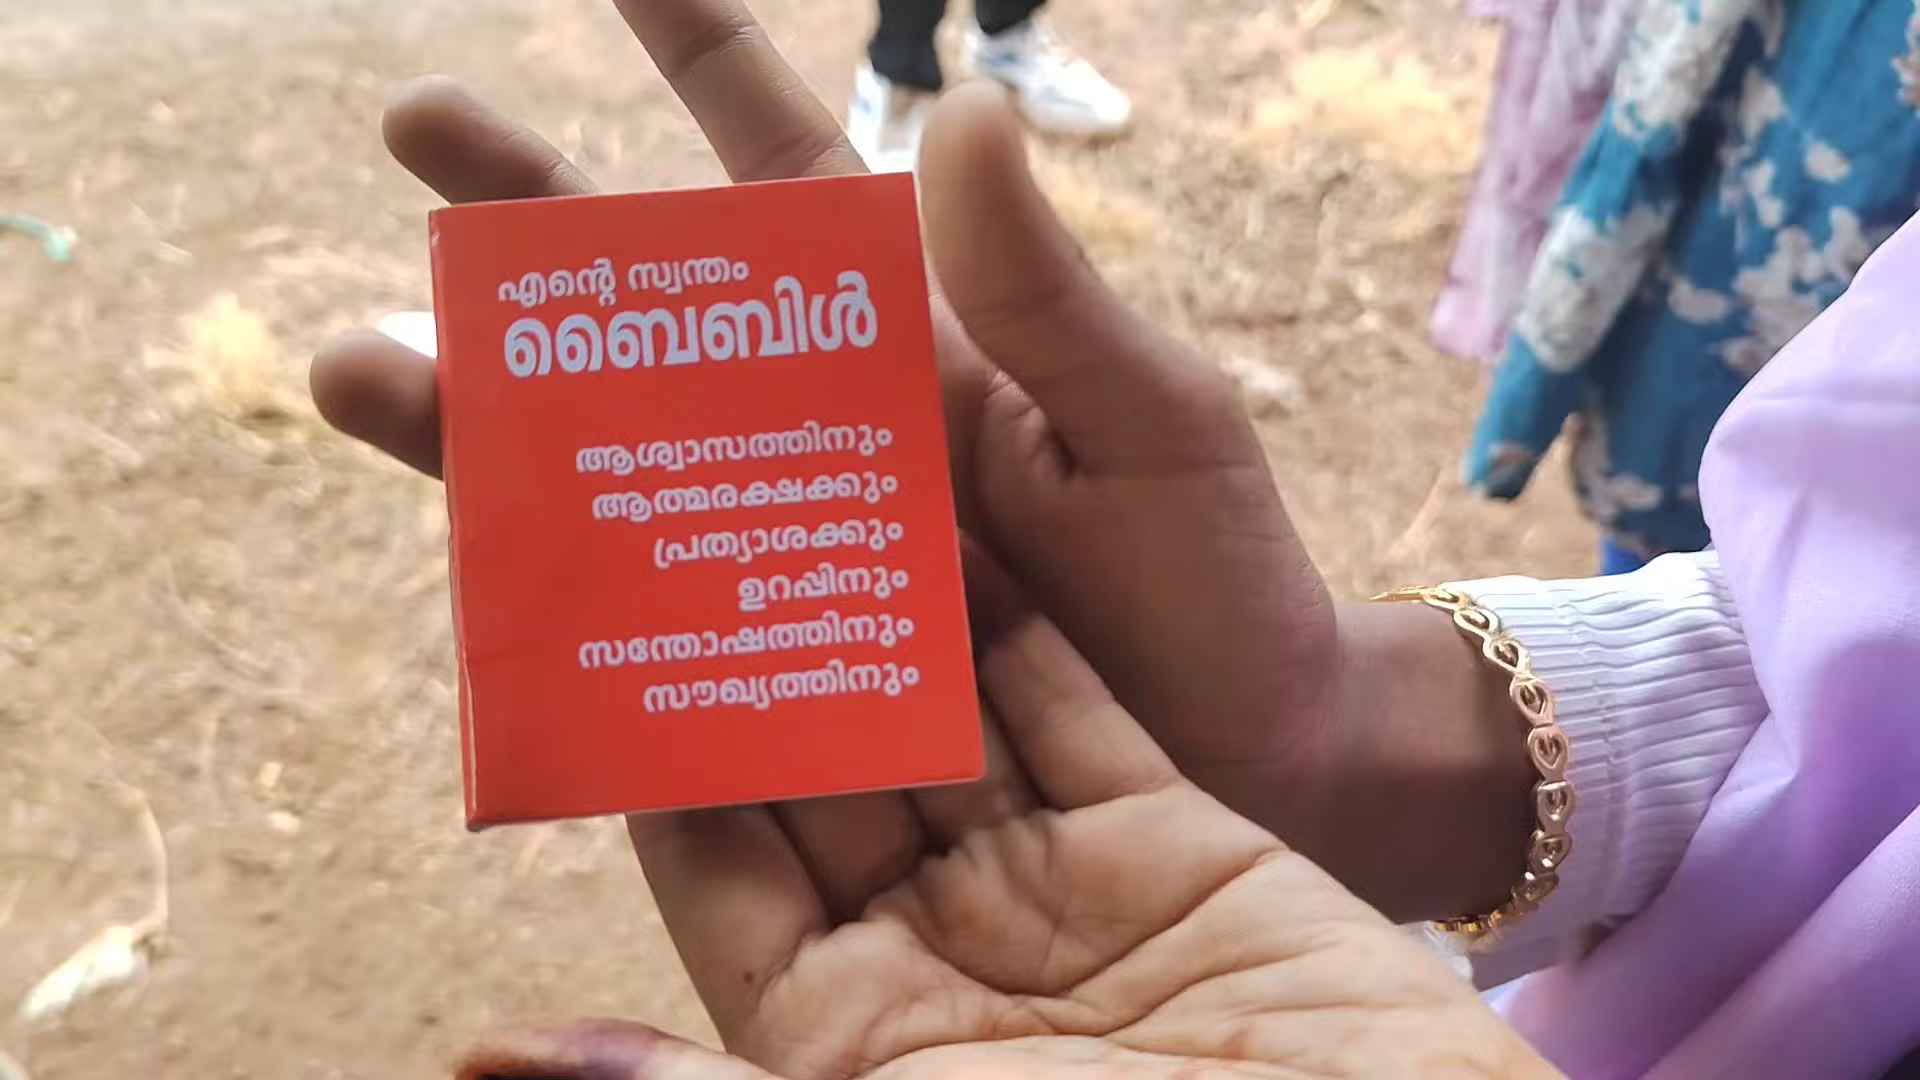 എന്റെ സ്വന്തം
ബൈബിൾ
ആശ്വാസത്തിനും
ആത്മരക്ഷക്കും
പ്രത്യാശക്കും
ഉറപ്പിനും
സന്തോഷത്തിനും
സൗഖ്യത്തിനും